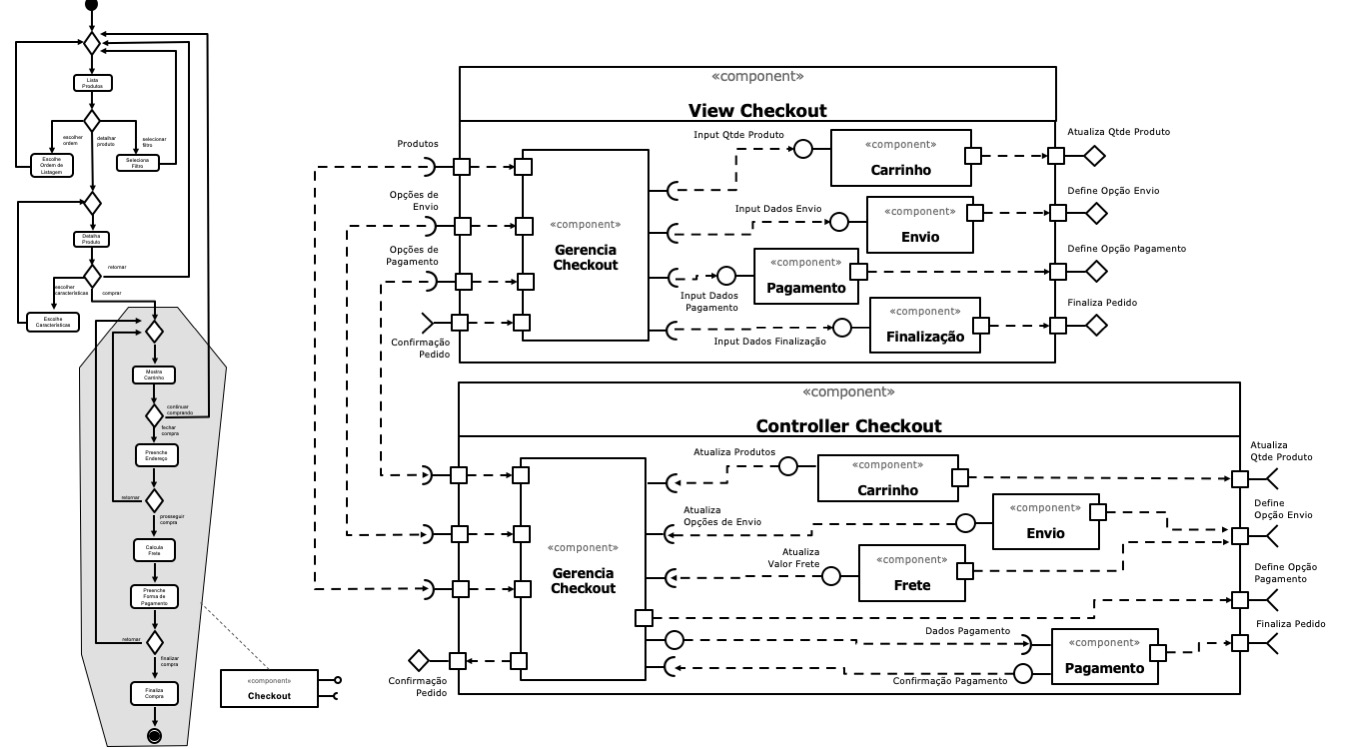 Lista
Produtos
escolher
ordem
detalhar
produto
selecionar
filtro
Escolhe
Ordem de
Listagem
Seleciona
Filtro
Detalha
Produto
retornar
escolher
características
comprar
Escolhe
Características
Mostra
Carrinho
continuar
comprando
fechar
compra
Preenche
Endereço
retornar
prosseguir
compra
Calcula
Frete
Preenche
Forma de
Pagamento
retornar
finalizar
compra
Finaliza
Compra
«component»
Checkout
«component»
View Checkout
Produtos
Opções de
Envio
Opções de
Pagamento
Confirmação
Pedido
«component»
Gerencia
Checkout
Input Qtde Produto
«component»
Carrinho
Atualiza Qtde Produto
Input Dados Envio
«component»
Envio
Define Opção Envio
Input Dados
Pagamento
«component»
Pagamento
Define Opção Pagamento
Input Dados Finalização
«component»
Finalização
Finaliza Pedido
«component»
Controller Checkout
«component»
Gerencia
Checkout
Confirmação
Pedido
Atualiza Produtos
«component»
Carrinho
Atualiza
Qtde Produto
Atualiza
Opções de Envio
«component»
Envio
Define
Opção Envio
Atualiza
Valor Frete
«component»
Frete
Define Opção
Pagamento
Dados Pagamento
«component»
Pagamento
Finaliza Pedido
Confirmação Pagamento